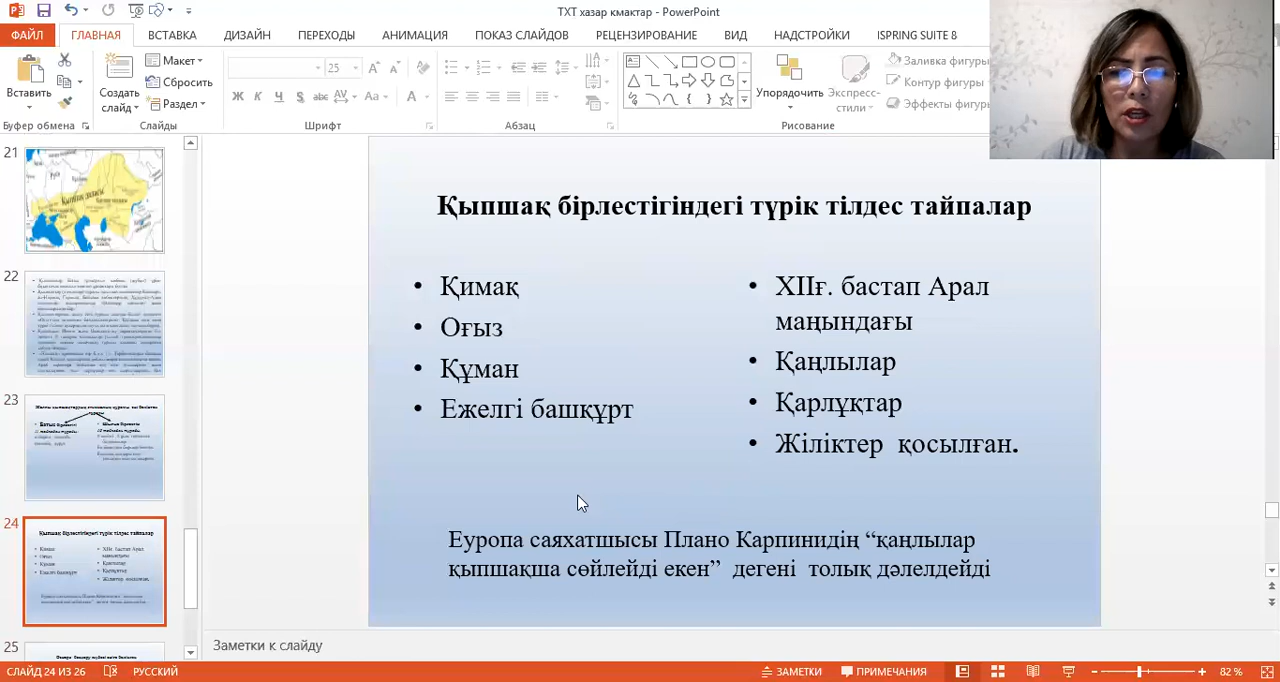 ТХТ хазар кмактар - PowerPoint
ФАЙЛ ГЛАВНАЯ ВСТАВКА ДИЗАЙН ПЕРЕХОДЫ АНИМАЦИЯ ПОКАЗ СЛАЙДОВ РЕЦЕНЗИРОВАНИЕ ВИД НАДСТРОЙКИ ISPRING SUITE 8
Вставить
Создать слайд
Макет
Сбросить
Раздел
25
Упорядочить
Экспресс-стили
Заливка фигуры
Контур фигур
Эффекты фигур
Буфер обмена Слайды Шрифт Абзац Рисование
21
22
23
24
25
Қыпшақ бірлестігіндегі түрік тілдес тайпалар
• Қимақ
• Оғыз
• Құман
• Ежелгі башқұрт
• XIIғ. бастап Арал
маңындағы
• Қаңлылар
• Қарлұқтар
• Жіліктер қосылған.
Еуропа саяхатшысы Плано Карпинидің “қаңлылар
қыпшақша сөйлейді екен” дегені толық дәлелдейді
Заметки к слайду
СЛАЙД 24 ИЗ 26 РУССКИЙ ЗАМЕТКИ ПРИМЕЧАНИЯ 82 %